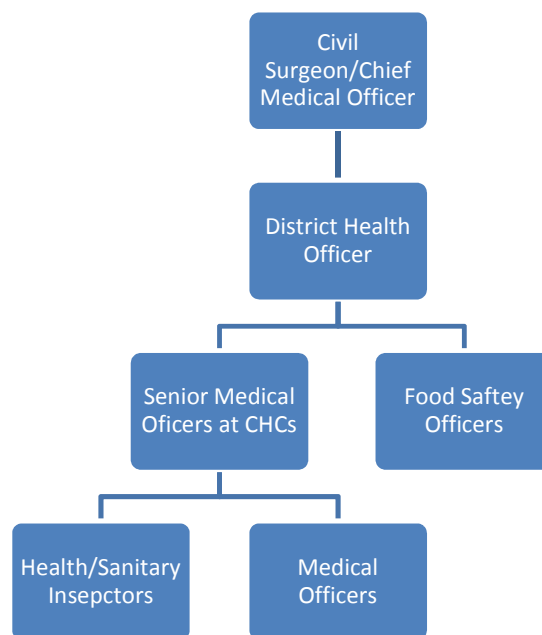 Civil
Surgeon/Chief
Medical Officer
District Health
Officer
Senior Medical
Oficers at CHCs
Food Saftey
Officers
Health/Sanitary
Insepctors
Medical
Officers